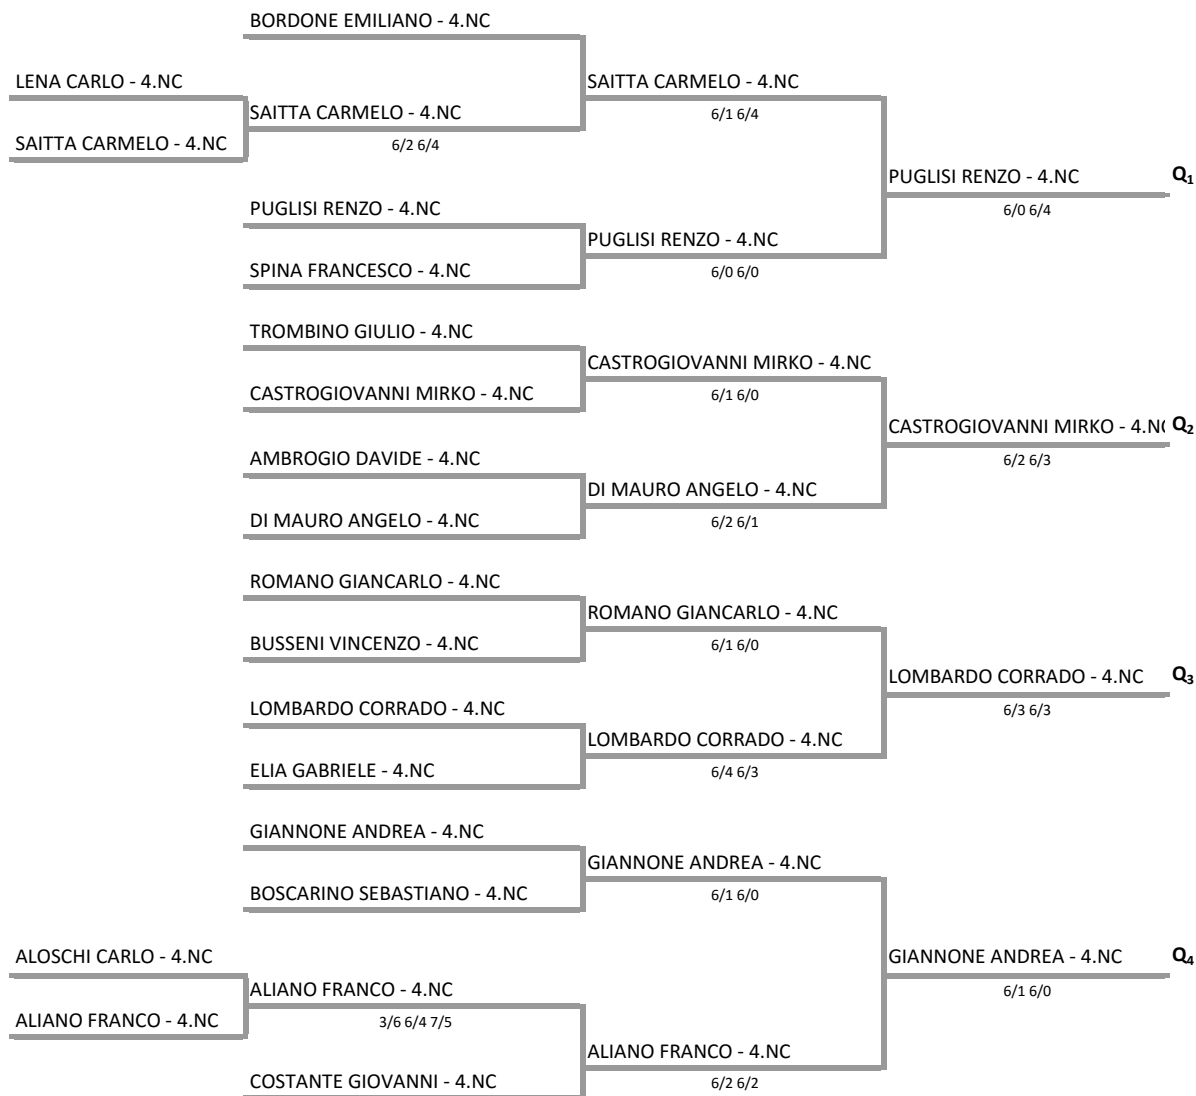 BORDONE EMILIANO - 4.NC
LENA CARLO - 4.NC
SAITTA CARMELO - 4.NC
SAITTA CARMELO - 4.NC
6/1 6/4
SAITTA CARMELO - 4.NC
6/2 6/4
PUGLISI RENZO - 4.NC
Q₁
PUGLISI RENZO - 4.NC
6/0 6/4
PUGLISI RENZO - 4.NC
SPINA FRANCESCO - 4.NC
6/0 6/0
TROMBINO GIULIO - 4.NC
CASTROGIOVANNI MIRKO - 4.NC
CASTROGIOVANNI MIRKO - 4.NC
6/1 6/0
CASTROGIOVANNI MIRKO - 4.N
Q₂
AMBROGIO DAVIDE - 4.NC
6/2 6/3
DI MAURO ANGELO - 4.NC
DI MAURO ANGELO - 4.NC
6/2 6/1
ROMANO GIANCARLO - 4.NC
ROMANO GIANCARLO - 4.NC
BUSSENI VINCENZO - 4.NC
6/1 6/0
LOMBARDO CORRADO - 4.NC
Q₃
LOMBARDO CORRADO - 4.NC
6/3 6/3
LOMBARDO CORRADO - 4.NC
ELIA GABRIELE - 4.NC
6/4 6/3
GIANNONE ANDREA - 4.NC
GIANNONE ANDREA - 4.NC
BOSCARINO SEBASTIANO - 4.NC
6/1 6/0
ALOSCHI CARLO - 4.NC
GIANNONE ANDREA - 4.NC
Q₄
ALIANO FRANCO - 4.NC
6/1 6/0
ALIANO FRANCO - 4.NC
3/6 6/4 7/5
ALIANO FRANCO - 4.NC
COSTANTE GIOVANNI - 4.NC
6/2 6/2